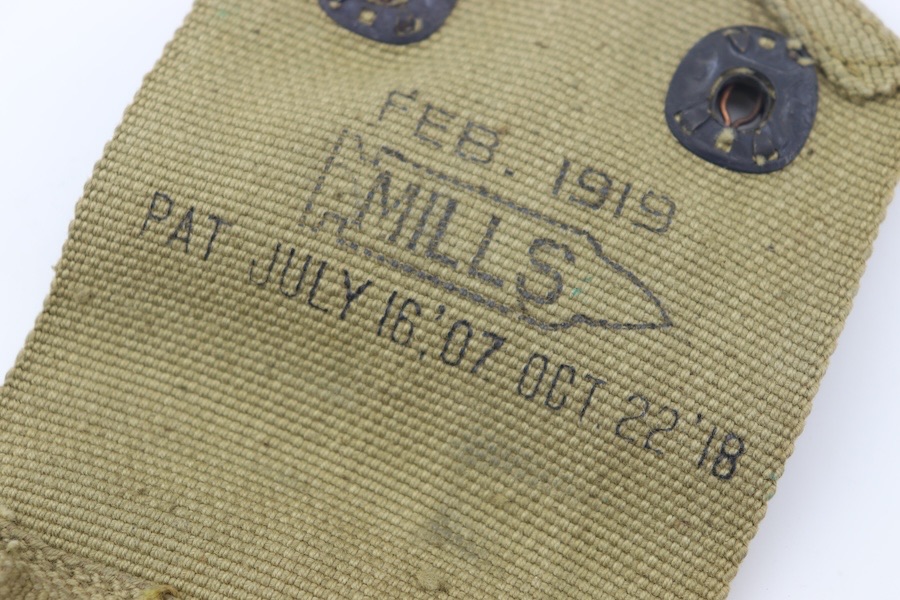 FEB. 1919
MILLS
PAT JULY 16,'07 OCT. 22'18